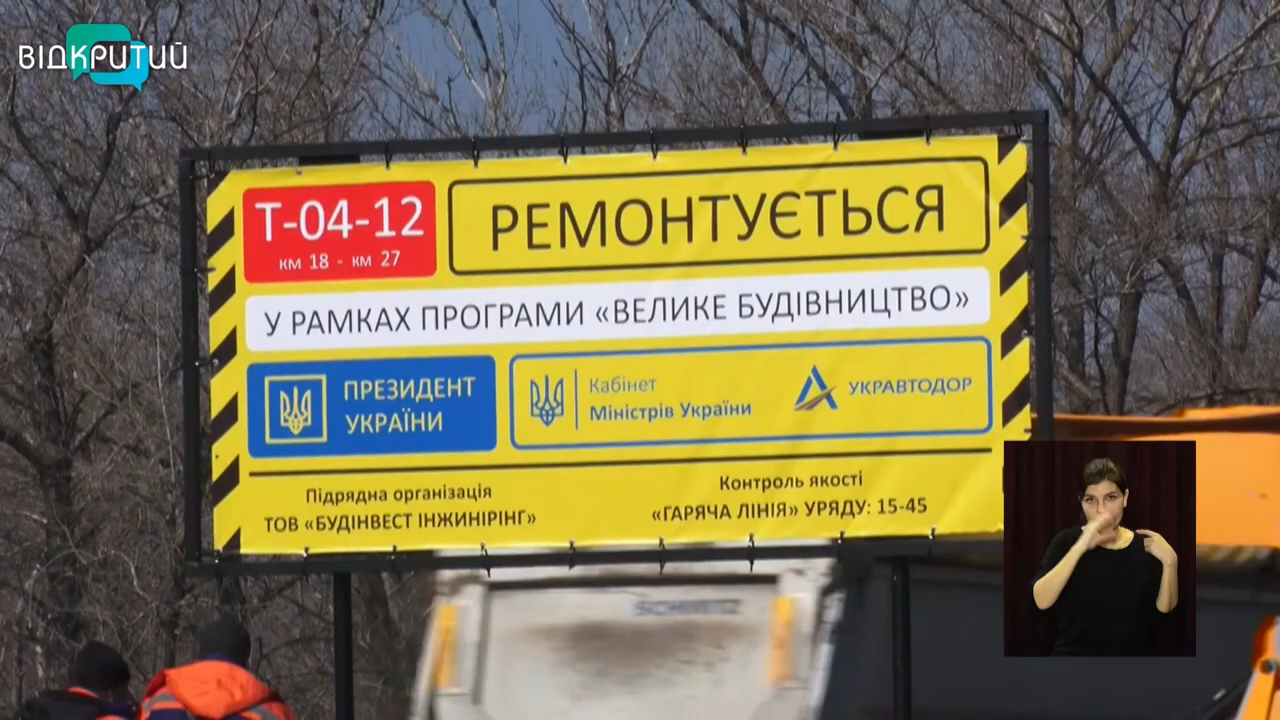 ВІДКРИТИЙ
Т-04-12
км 18 - км 27
РЕМОНТУЄТЬСЯ
У РАМКАХ ПРОГРАМИ «ВЕЛИКЕ БУДІВНИЦТВО»
ПРЕЗИДЕНТ
УКРАЇНИ
Кабінет
Міністрів України
УКРАВТОДОР
Підрядна організація
ТОВ «БУДІНВЕСТ ІНЖИНІРІНГ»
Контроль якості
«ГАРЯЧА ЛІНІЯ» УРЯДУ: 15-45
SCHMITZ